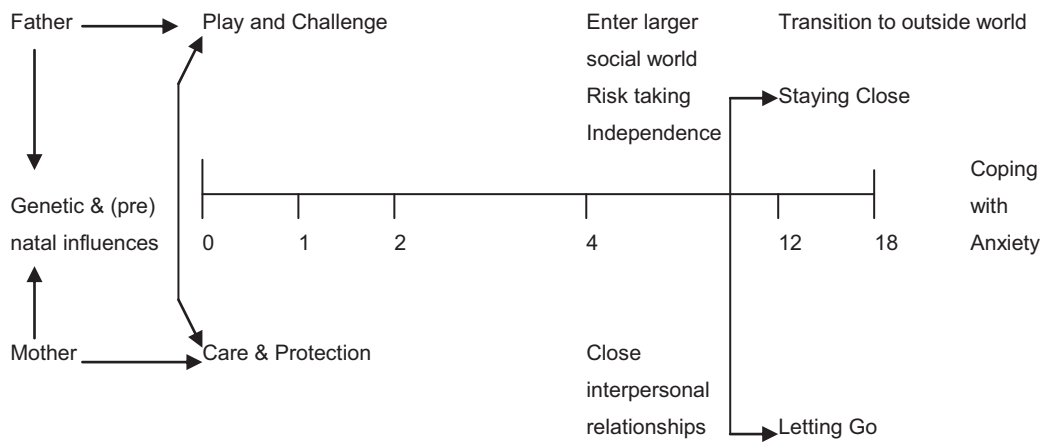 Father
Play and Challenge
Enter larger
social world
Risk taking
Independence
Transition to outside world
Staying Close
Genetic & (pre)
natal influences
0
1
2
4
12
18
Coping
with
Anxiety
Mother
Care & Protection
Close
interpersonal
relationships
Letting Go